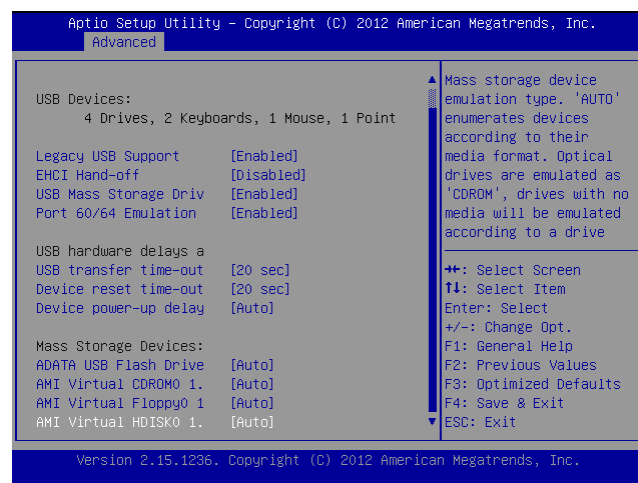 Aptio Setup Utility – Copyright (C) 2012 American Megatrends, Inc.
Advanced
USB Devices:
4 Drives, 2 Keyboards, 1 Mouse, 1 Point
Legacy USB Support [Enabled]
EHCI Hand-off [Disabled]
USB Mass Storage Driv [Enabled]
Port 60/64 Emulation [Enabled]
USB hardware delays a
USB transfer time-out [20 sec]
Device reset time-out [20 sec]
Device power-up delay [Auto]
Mass Storage Devices:
ADATA USB Flash Drive [Auto]
AMI Virtual CDROM0 1. [Auto]
AMI Virtual Floppy0 1 [Auto]
AMI Virtual HDISK0 1. [Auto]
Mass storage device
emulation type. 'AUTO'
enumerates devices
according to their
media format. Optical
drives are emulated as
'CDROM', drives with no
media will be emulated
according to a drive
→←: Select Screen
↑↓: Select Item
Enter: Select
+/-: Change Opt.
F1: General Help
F2: Previous Values
F3: Optimized Defaults
F4: Save & Exit
ESC: Exit
Version 2.15.1236. Copyright (C) 2012 American Megatrends, Inc.